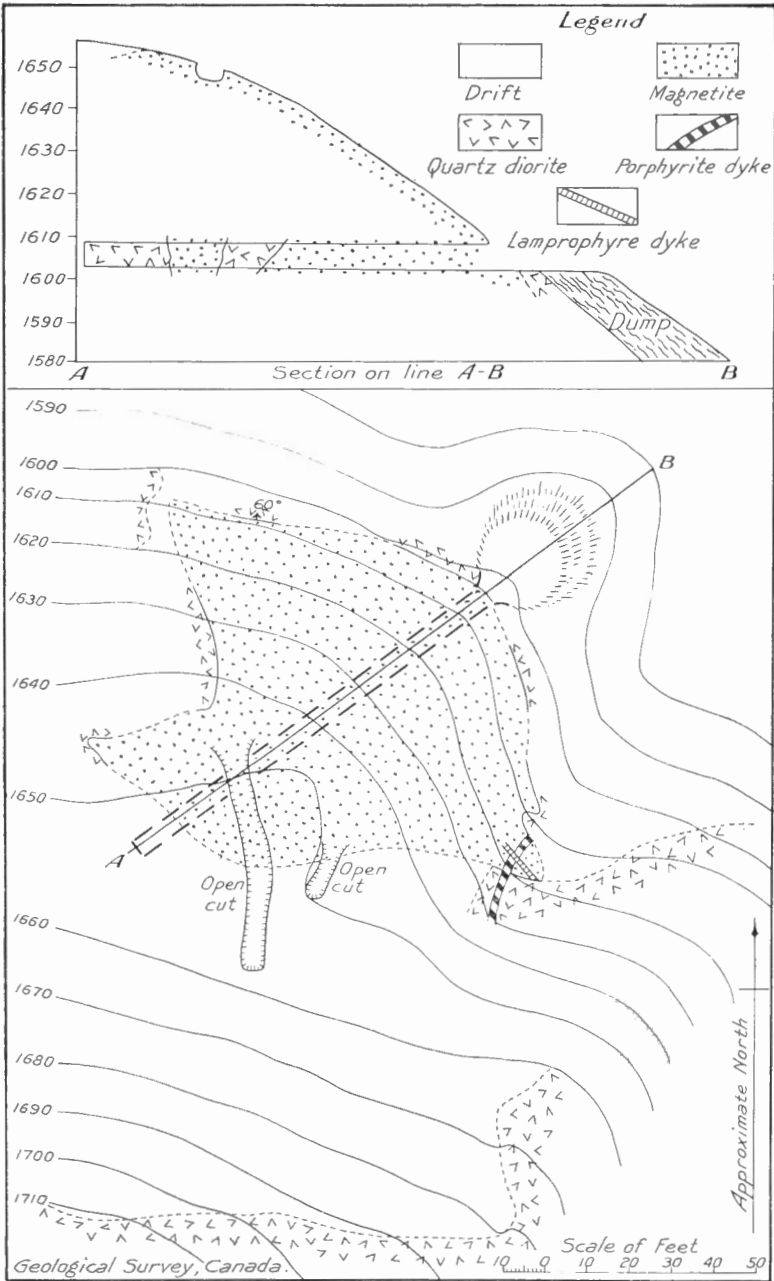 Legend
Drift
Magnetite
Quartz diorite
Porphyrite dyke
Lamprophyre dyke
1650
1640
1630
1620
1610
1600
1590
1580
Dump
A
Section on line A-B
B
1590
1600
1610
1620
1630
1640
1650
1660
1670
1680
1690
1700
1710
60°
B
A
Open
cut
Open
cut
Approximate North
Geological Survey, Canada.
Scale of Feet
10 0 10 20 30 40 50